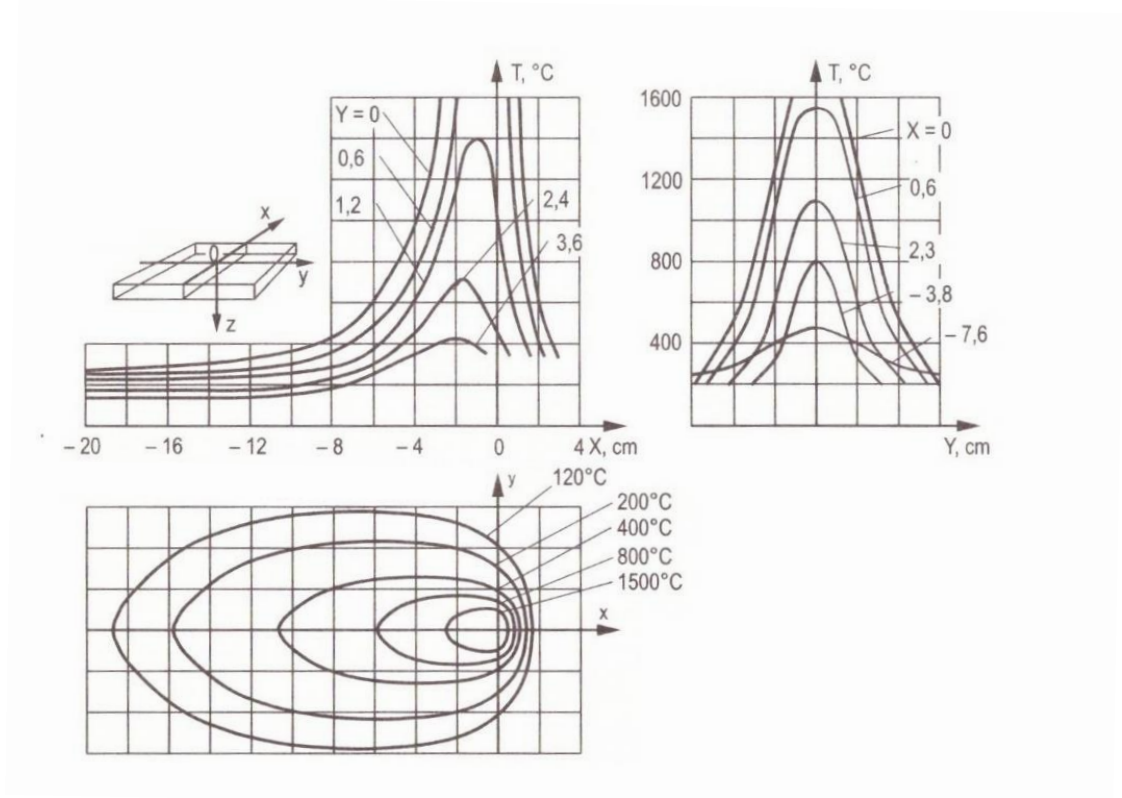 T, °C
Y = 0
0,6
1,2
2,4
3,6
x
0
y
z
– 20
– 16
– 12
– 8
– 4
0
4 X, cm
T, °C
1600
1200
800
400
X = 0
0,6
2,3
– 3,8
– 7,6
Y, cm
y
120°C
200°C
400°C
800°C
1500°C
x